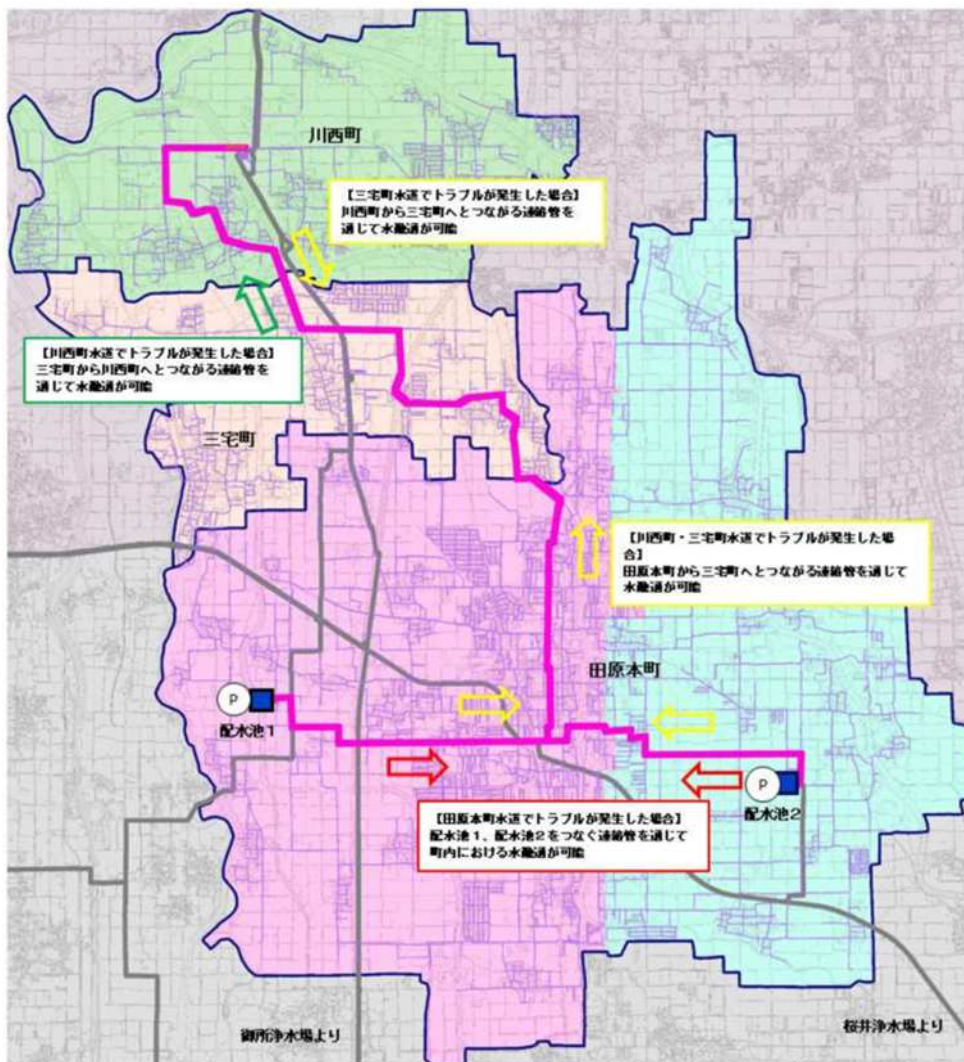 川西町
【三宅町水道でトラブルが発生した場合】
川西町から三宅町へとつながる連絡管を
通じて水融通が可能
【川西町水道でトラブルが発生した場合】
三宅町から川西町へとつながる連絡管を
通じて水融通が可能
三宅町
【川西町・三宅町水道でトラブルが発生した場
合】
田原本町から三宅町へとつながる連絡管を通じて
水融通が可能
田原本町
P
配水池1
P
配水池2
【田原本町水道でトラブルが発生した場合】
配水池1、配水池2をつなぐ連絡管を通じて
町内における水融通が可能
御所浄水場より
桜井浄水場より